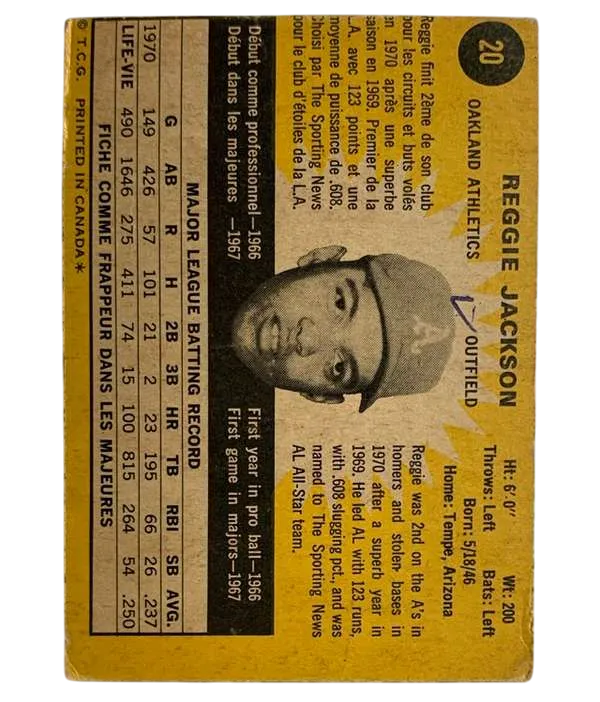 20
REGGIE JACKSON
OAKLAND ATHLETICS
OUTFIELD
Ht: 6' 0" Wt: 200
Throws: Left Bats: Left
Born: 5/18/46
Home: Tempe, Arizona
Reggie finit 2ème de son club
pour les circuits et buts volés
en 1970 après une superbe
saison en 1969. Premier de la
L.A. avec 123 points et une
moyenne de puissance de .608.
Choisi par The Sporting News
pour le club d'étoiles de la L.A.
A's
Reggie was 2nd on the A's in
homers and stolen bases in
1970 after a superb year in
1969. He led AL with 123 runs,
with .608 slugging pct., and was
named to The Sporting News
AL All-Star team.
Début comme professionnel—1966
Début dans les majeures —1967
First year in pro ball—1966
First game in majors—1967
MAJOR LEAGUE BATTING RECORD
G AB R H 2B 3B HR TB RBI SB AVG.
1970 149 426 57 101 21 2 23 195 66 26 .237
LIFE-VIE 490 1646 275 411 74 15 100 815 264 54 .250
FICHE COMME FRAPPEUR DANS LES MAJEURES
© T.C.G. PRINTED IN CANADA *